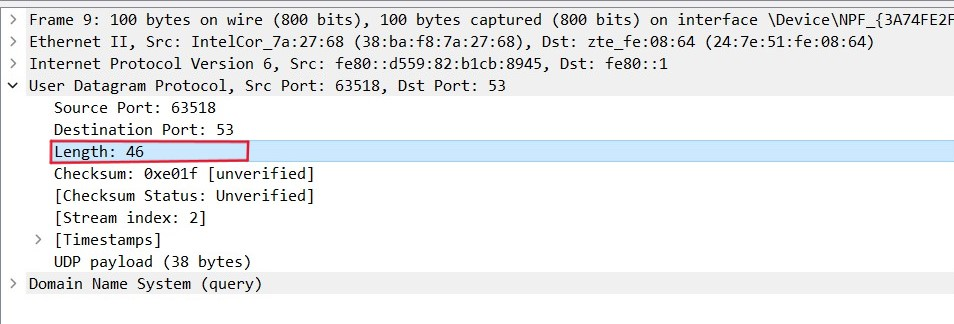 Frame 9: 100 bytes on wire (800 bits), 100 bytes captured (800 bits) on interface \Device\NPF_{3A74FE2F
Ethernet II, Src: IntelCor_7a:27:68 (38:ba:f8:7a:27:68), Dst: zte_fe:08:64 (24:7e:51:fe:08:64)
Internet Protocol Version 6, Src: fe80::d559:82:b1cb:8945, Dst: fe80::1
User Datagram Protocol, Src Port: 63518, Dst Port: 53
Source Port: 63518
Destination Port: 53
Length: 46
Checksum: 0xe01f [unverified]
[Checksum Status: Unverified]
[Stream index: 2]
[Timestamps]
UDP payload (38 bytes)
Domain Name System (query)